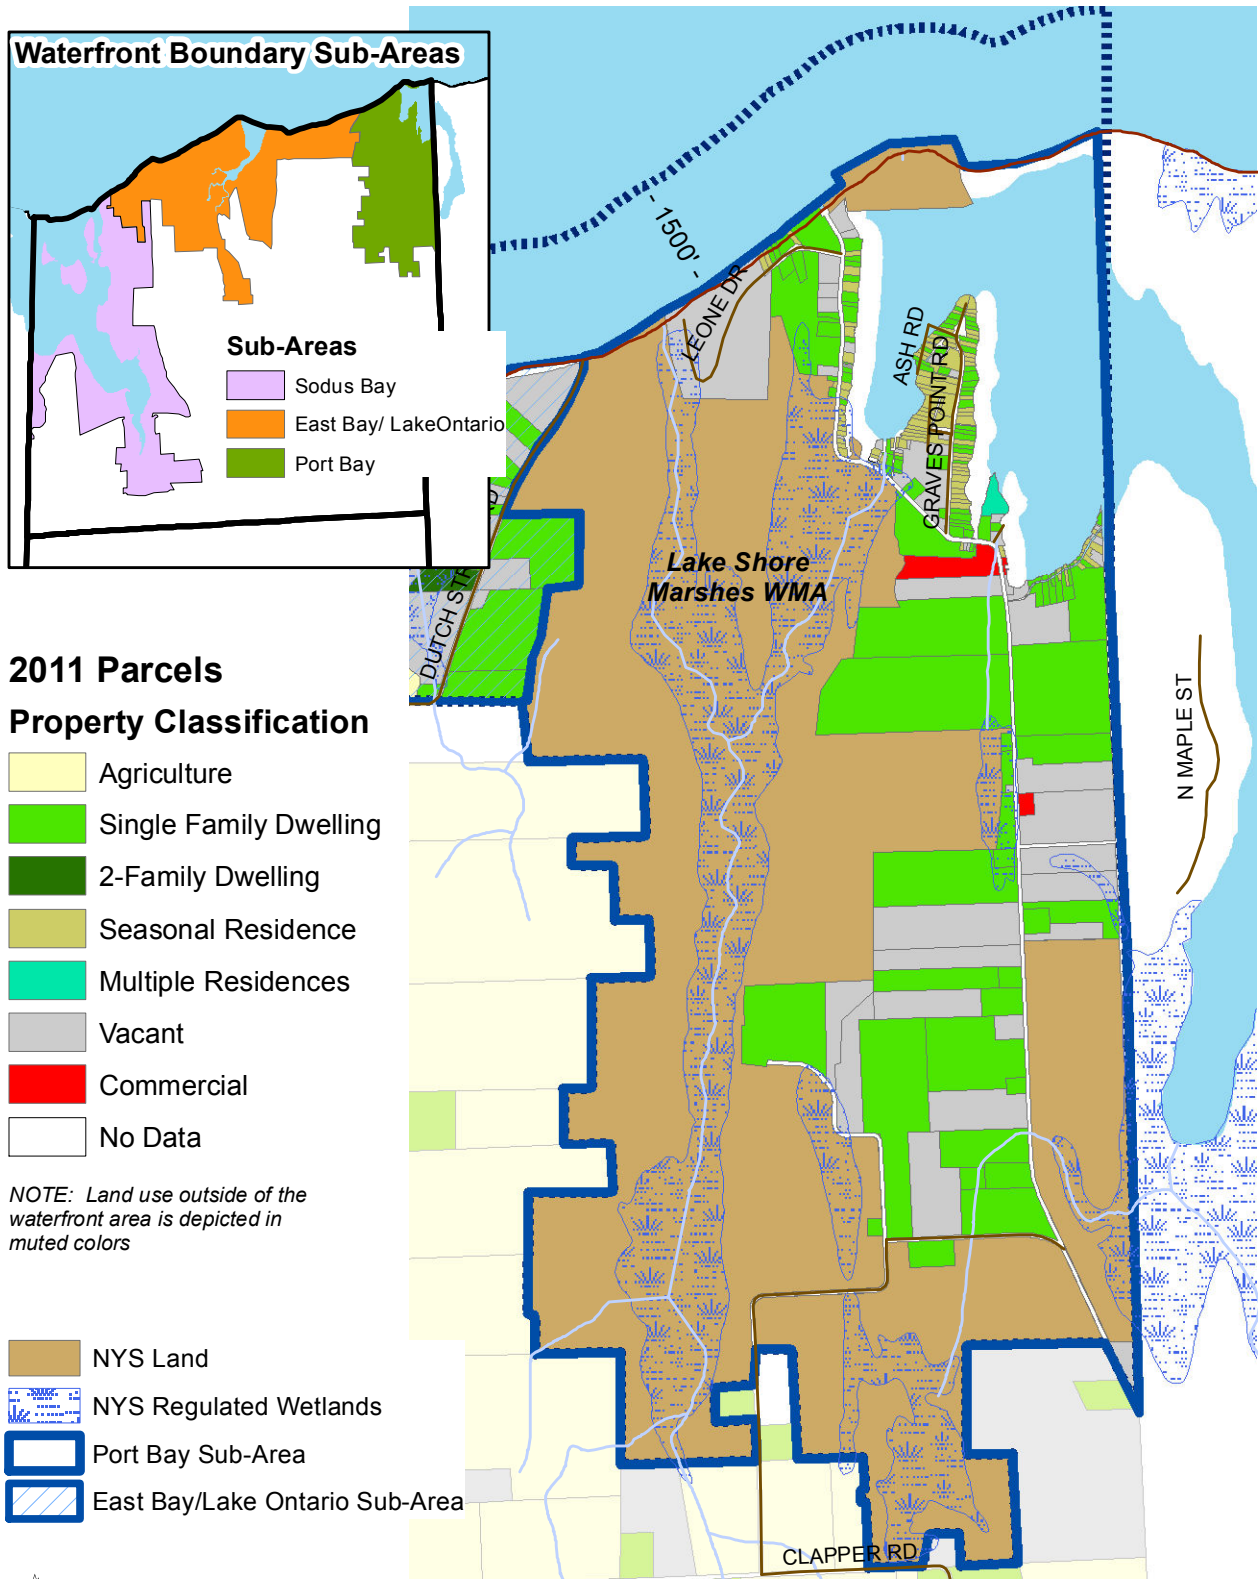 Waterfront Boundary Sub-Areas
Sub-Areas
Sodus Bay
East Bay/ LakeOntario
Port Bay
- 1500' -
LEONE DR
ASH RD
GRAVES POINT RD
Lake Shore
Marshes WMA
DUTCH STR
N MAPLE ST
CLAPPER RD
2011 Parcels
Property Classification
Agriculture
Single Family Dwelling
2-Family Dwelling
Seasonal Residence
Multiple Residences
Vacant
Commercial
No Data
NOTE: Land use outside of the
waterfront area is depicted in
muted colors
NYS Land
NYS Regulated Wetlands
Port Bay Sub-Area
East Bay/Lake Ontario Sub-Area